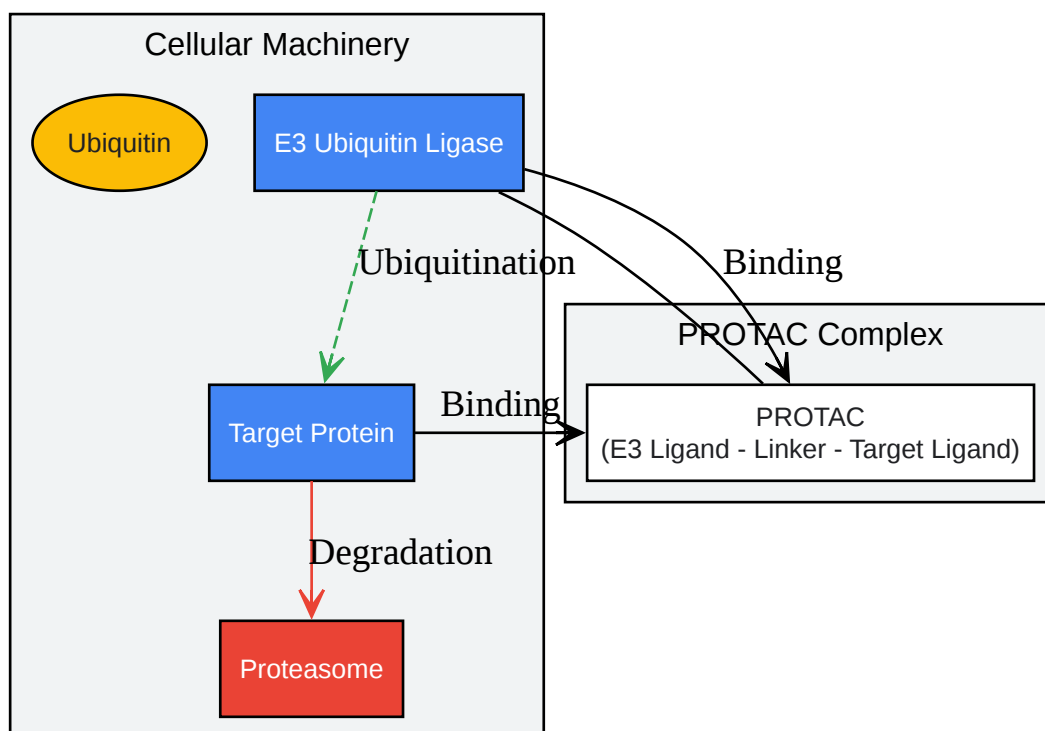 Cellular Machinery
Ubiquitin
E3 Ubiquitin Ligase
Ubiquitination
Binding
PROTAC Complex
Target Protein
Binding
PROTAC
(E3 Ligand - Linker - Target Ligand)
Degradation
Proteasome